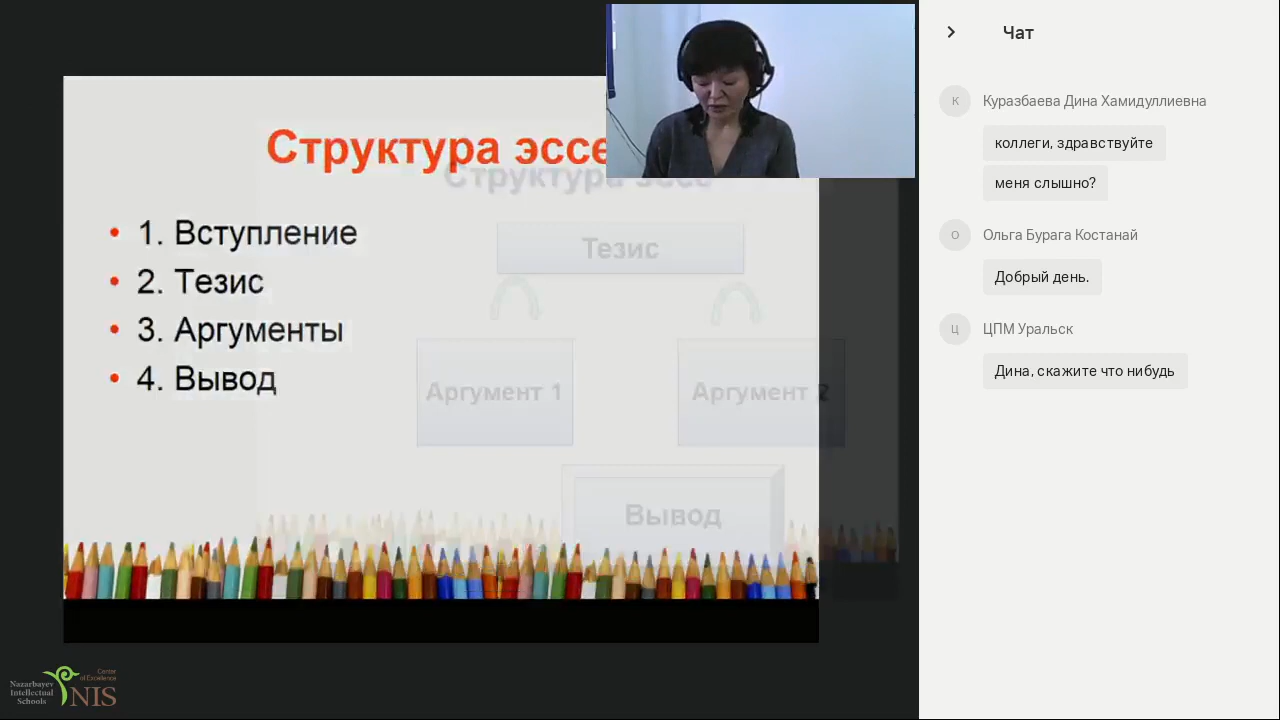 Структура эссе
Структура эссе
1. Вступление
2. Тезис
3. Аргументы
4. Вывод
Тезис
Аргумент 1
Аргумент 2
Вывод
Nazarbayev
Intellectual
Schools
Center
of Excellence
NIS
Чат
К
Куразбаева Дина Хамидуллиевна
коллеги, здравствуйте
меня слышно?
О
Ольга Бурага Костанай
Добрый день.
Ц
ЦПМ Уральск
Дина, скажите что нибудь